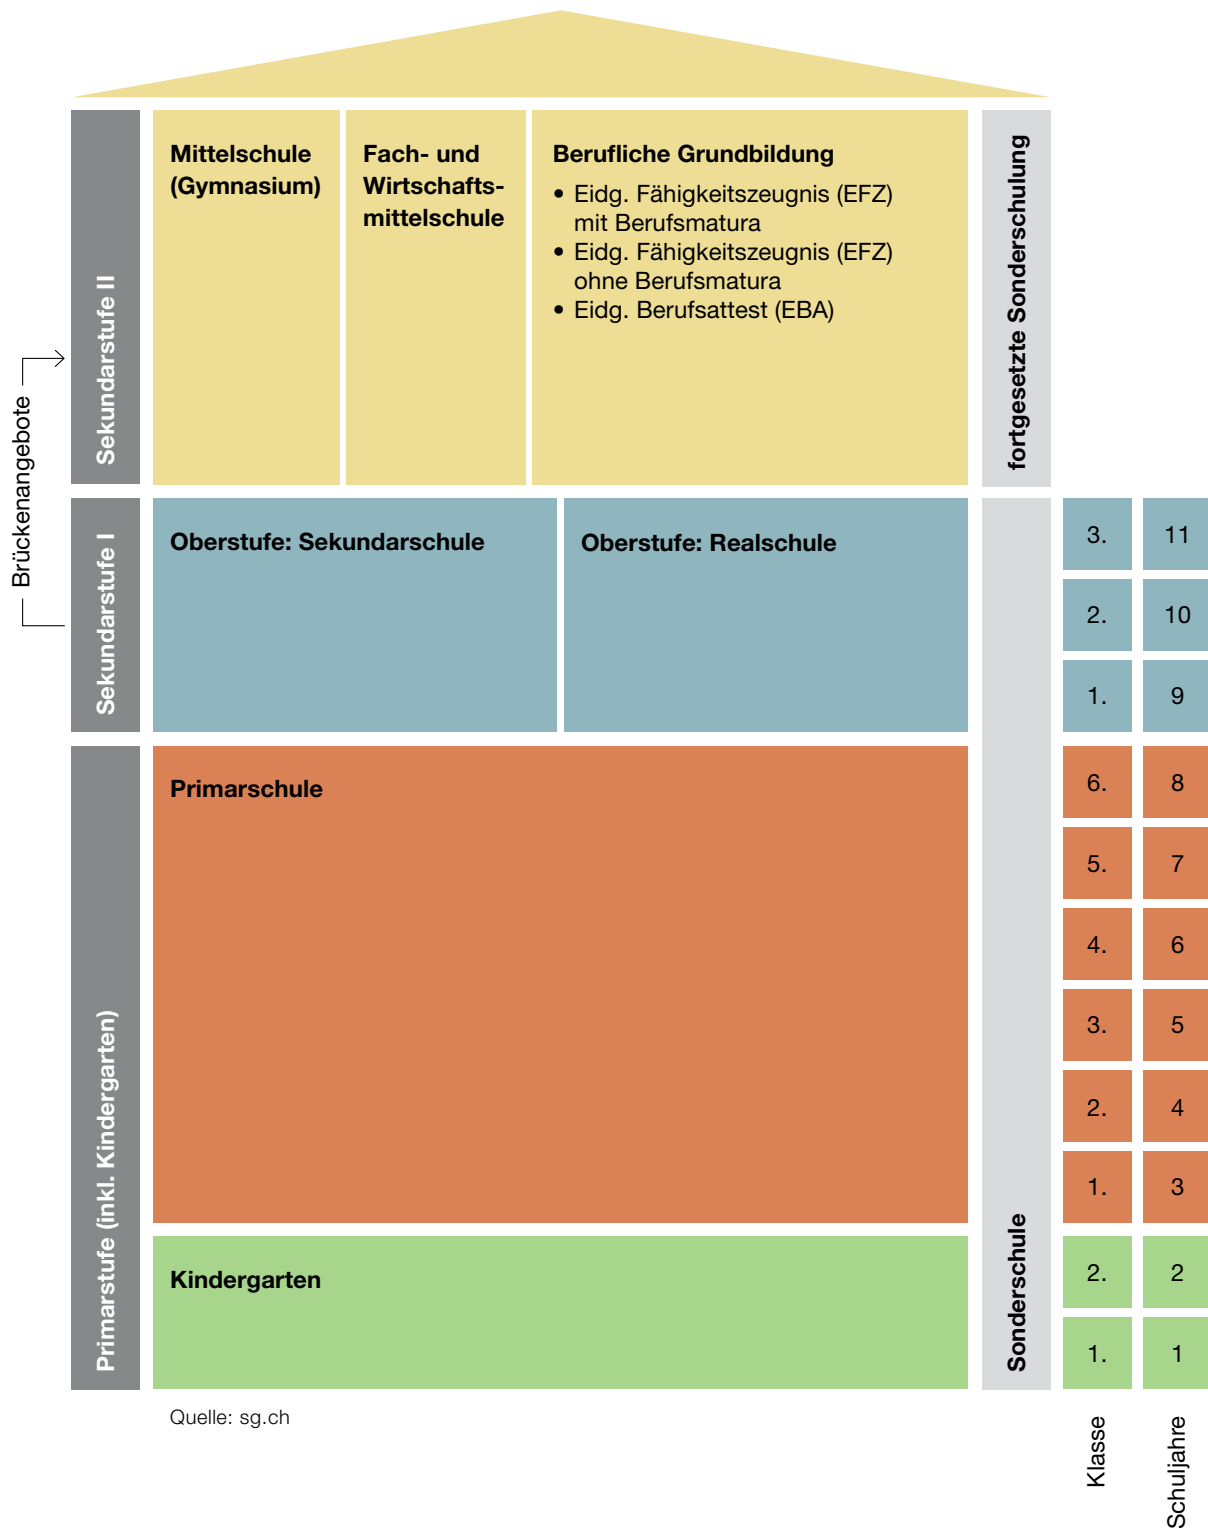 Mittelschule
(Gymnasium)
Fach- und
Wirtschafts-
mittelschule
Berufliche Grundbildung
• Eidg. Fähigkeitszeugnis (EFZ)
mit Berufsmatura
• Eidg. Fähigkeitszeugnis (EFZ)
ohne Berufsmatura
• Eidg. Berufsattest (EBA)
fortgesetzte Sonderschulung
Sekundarstufe II
Brückenangebote
Sekundarstufe I
Oberstufe: Sekundarschule
Oberstufe: Realschule
3. 11
2. 10
1. 9
Primarstufe (inkl. Kindergarten)
Primarschule
6. 8
5. 7
4. 6
3. 5
2. 4
1. 3
Kindergarten
Sonderschule
2. 2
1. 1
Quelle: sg.ch
Klasse
Schuljahre